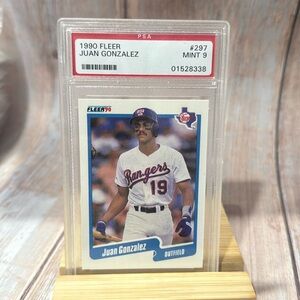 PSA
1990 FLEER #297
JUAN GONZALEZ MINT 9
01528338
FLEER '90
Rangers
19
Juan Gonzalez
OUTFIELD